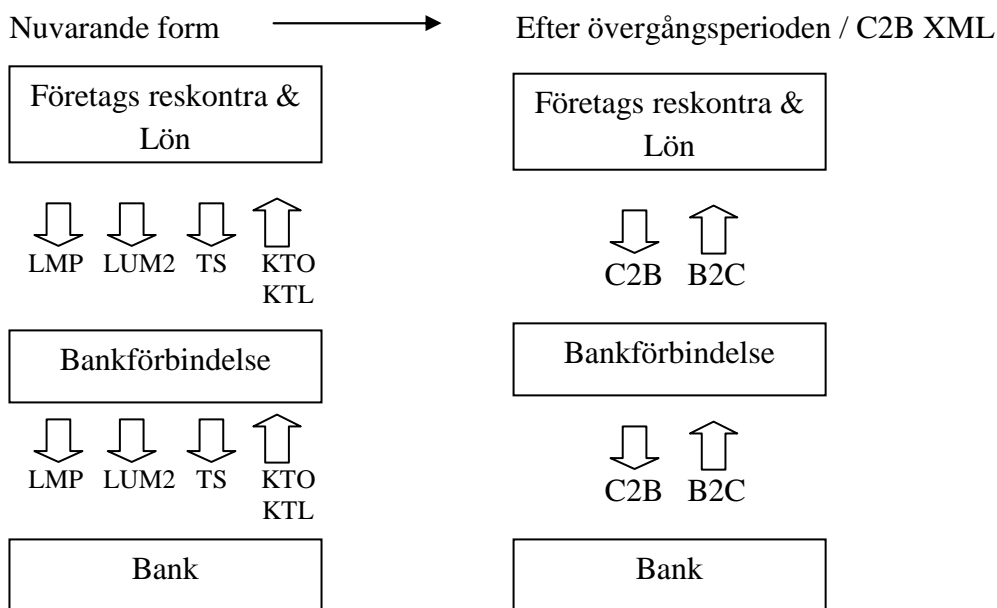 Nuvarande form
Efter övergångsperioden / C2B XML
Företags reskontra &
Lön
LMP LUM2 TS KTO
KTL
Bankförbindelse
LMP LUM2 TS KTO
KTL
Bank
Företags reskontra &
Lön
C2B B2C
Bankförbindelse
C2B B2C
Bank